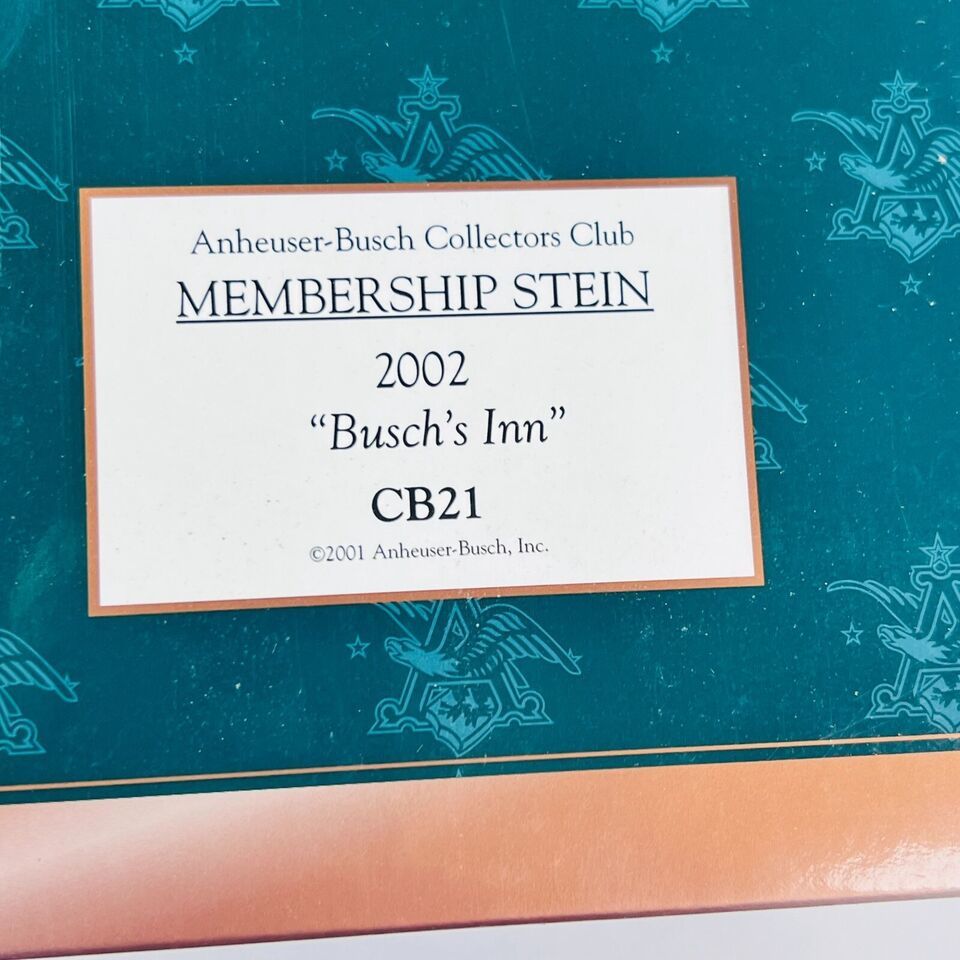 Anheuser-Busch Collectors Club
MEMBERSHIP STEIN
2002
“Busch’s Inn”
CB21
©2001 Anheuser-Busch, Inc.